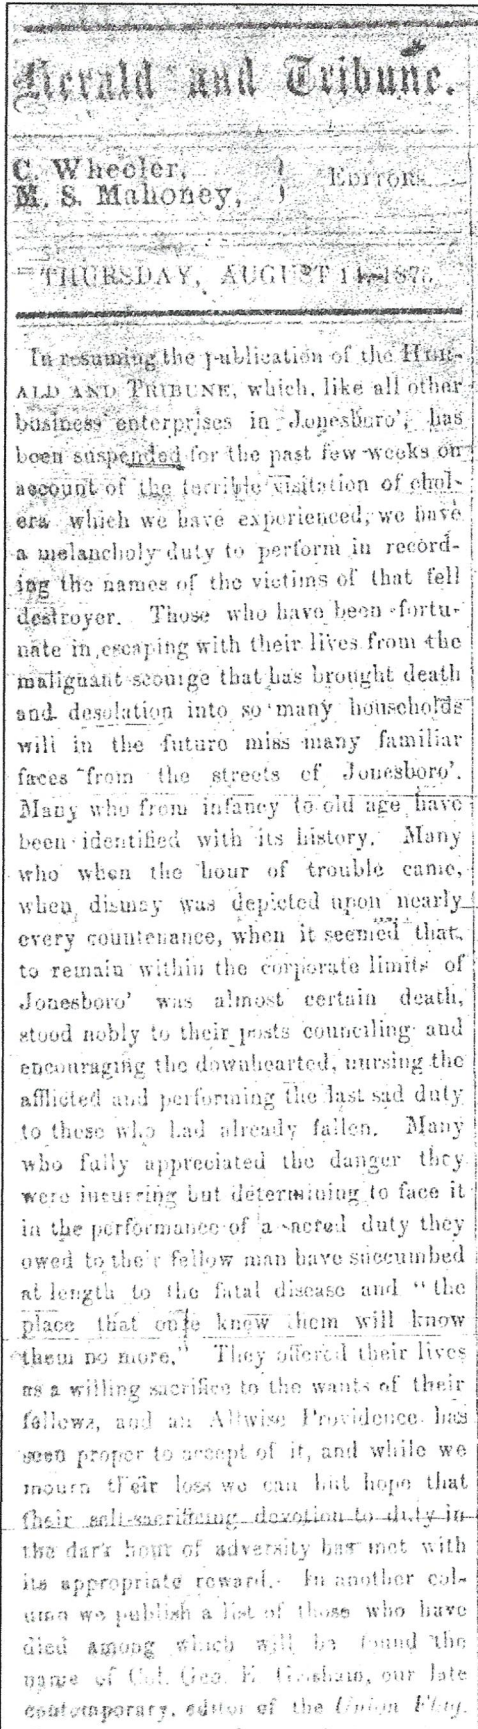 Herald and Tribune.
C. Wheeler,
M. S. Mahoney,
} Editors.
THURSDAY, AUGUST 14, 1873.
In resuming the publication of the HER-
ALD AND TRIBUNE, which, like all other
business enterprises in Jonesboro', has
been suspended for the past few weeks on
account of the terrible visitation of chol-
era which we have experienced, we have
a melancholy duty to perform in record-
ing the names of the victims of that fell
destroyer. Those who have been fortu-
nate in escaping with their lives from the
malignant scourge that has brought death
and desolation into so many households
will in the future miss many familiar
faces from the streets of Jonesboro'.
Many who from infancy to old age have
been identified with its history. Many
who when the hour of trouble came,
when dismay was depicted upon nearly
every countenance, when it seemed that
to remain within the corporate limits of
Jonesboro' was almost certain death,
stood nobly to their posts counciling and
encouraging the downhearted, nursing the
afflicted and performing the last sad duty
to these who had already fallen. Many
who fully appreciated the danger they
were incurring but determining to face it
in the performance of a sacred duty they
owed to their fellow man have succumbed
at length to the fatal disease and "the
place that once knew them will know
them no more." They offered their lives
as a willing sacrifice to the wants of their
fellows, and an Allwise Providence has
seen proper to accept of it, and while we
mourn their loss we can but hope that
their self-sacrificing devotion to duty in
the dark hour of adversity has met with
its appropriate reward. In another col-
umn we publish a list of those who have
died among which will be found the
name of Col. Geo. E. Grisham, our late
contemporary, editor of the Union Flag.